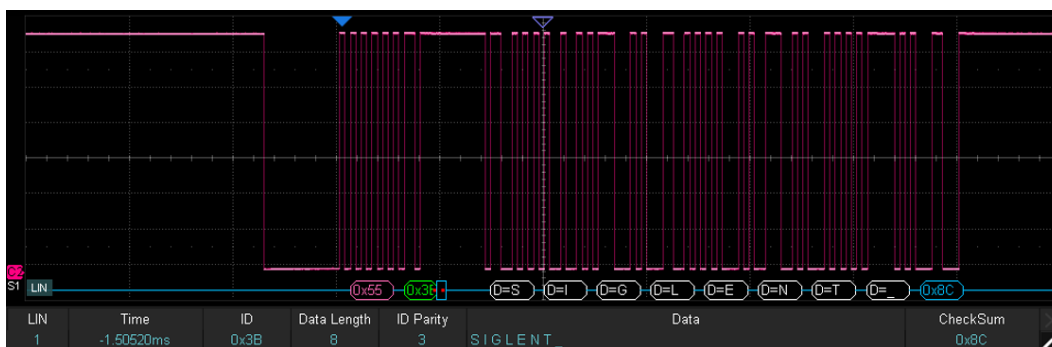 C2
S1 LIN 0x55 0x3B D=S D=I D=G D=L D=E D=N D=T D=_ 0x8C
LIN Time ID Data Length ID Parity Data CheckSum
1 -1.50520ms 0x3B 8 3 S I G L E N T _ 0x8C